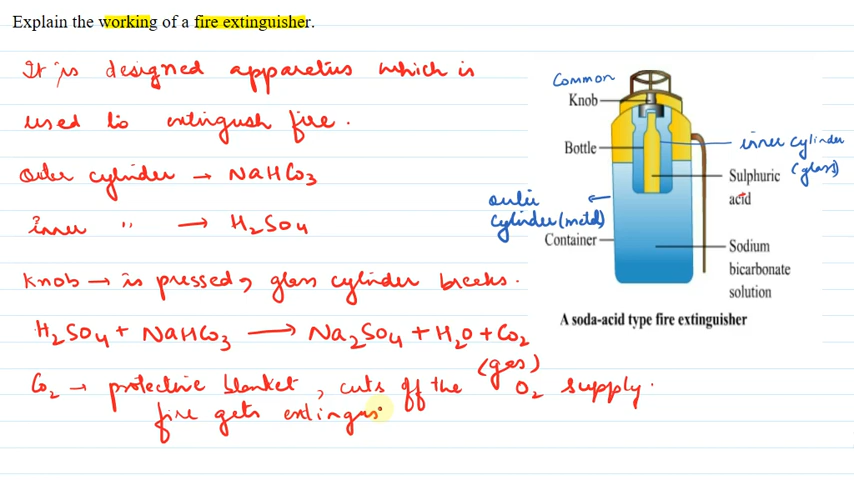 Explain the working of a fire extinguisher.
It is designed apparatus which is
used to extinguish fire.
Outer cylinder → NaHCO3
inner " → H2SO4
Knob → is pressed, glass cylinder breaks.
H2SO4 + NaHCO3 → Na2SO4 + H2O + CO2
(gas)
CO2 → protective blanket, cuts off the O2 supply.
fire gets extingus
Common
Knob
Bottle
inner cylinder
(glass)
Sulphuric
acid
outer
cylinder (metal)
Container
Sodium
bicarbonate
solution
A soda-acid type fire extinguisher